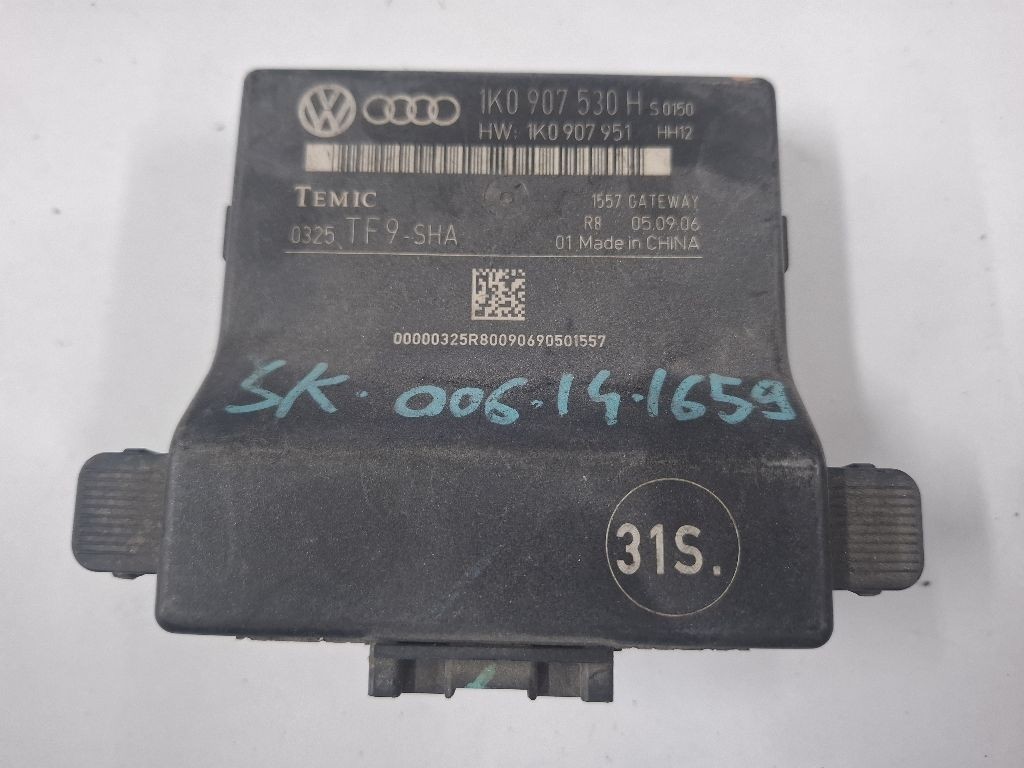 1K0 907 530 H S0150
HW: 1K0 907 951 HH12
TEMIC
1557 GATEWAY
R8 05.09.06
0325 TF9-SHA
01 Made in CHINA
00000325R80090690501557
SK. 006.14.1659
31S.